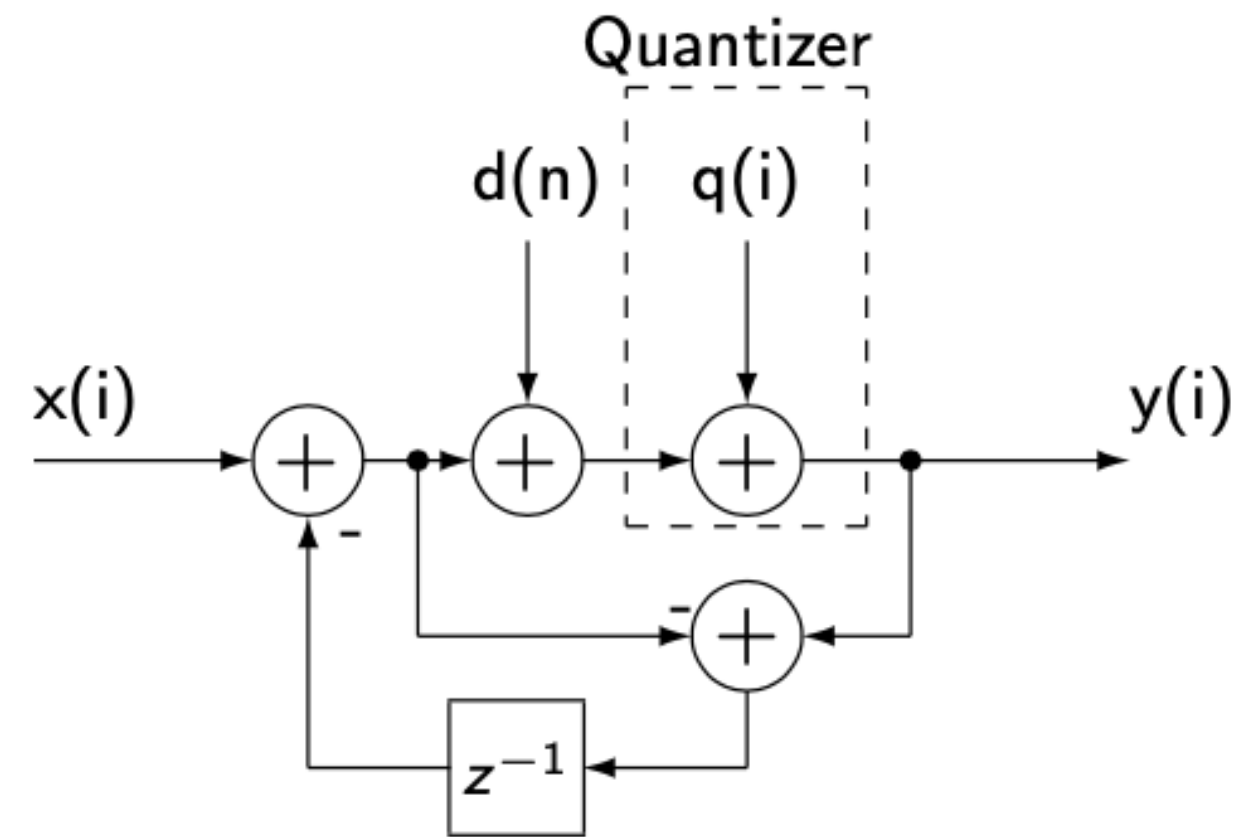 Quantizer
d(n) q(i)
x(i) y(i)
+ + +
-
- +
z⁻¹